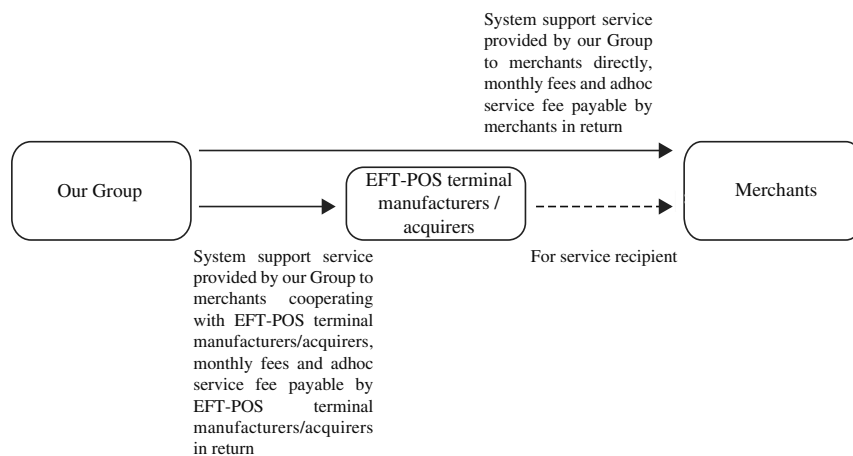 System support service
provided by our Group
to merchants directly,
monthly fees and adhoc
service fee payable by
merchants in return
Our Group
EFT-POS terminal
manufacturers /
acquirers
Merchants
System support service
provided by our Group to
merchants cooperating
with EFT-POS terminal
manufacturers/acquirers,
monthly fees and adhoc
service fee payable by
EFT-POS terminal
manufacturers/acquirers
in return
For service recipient